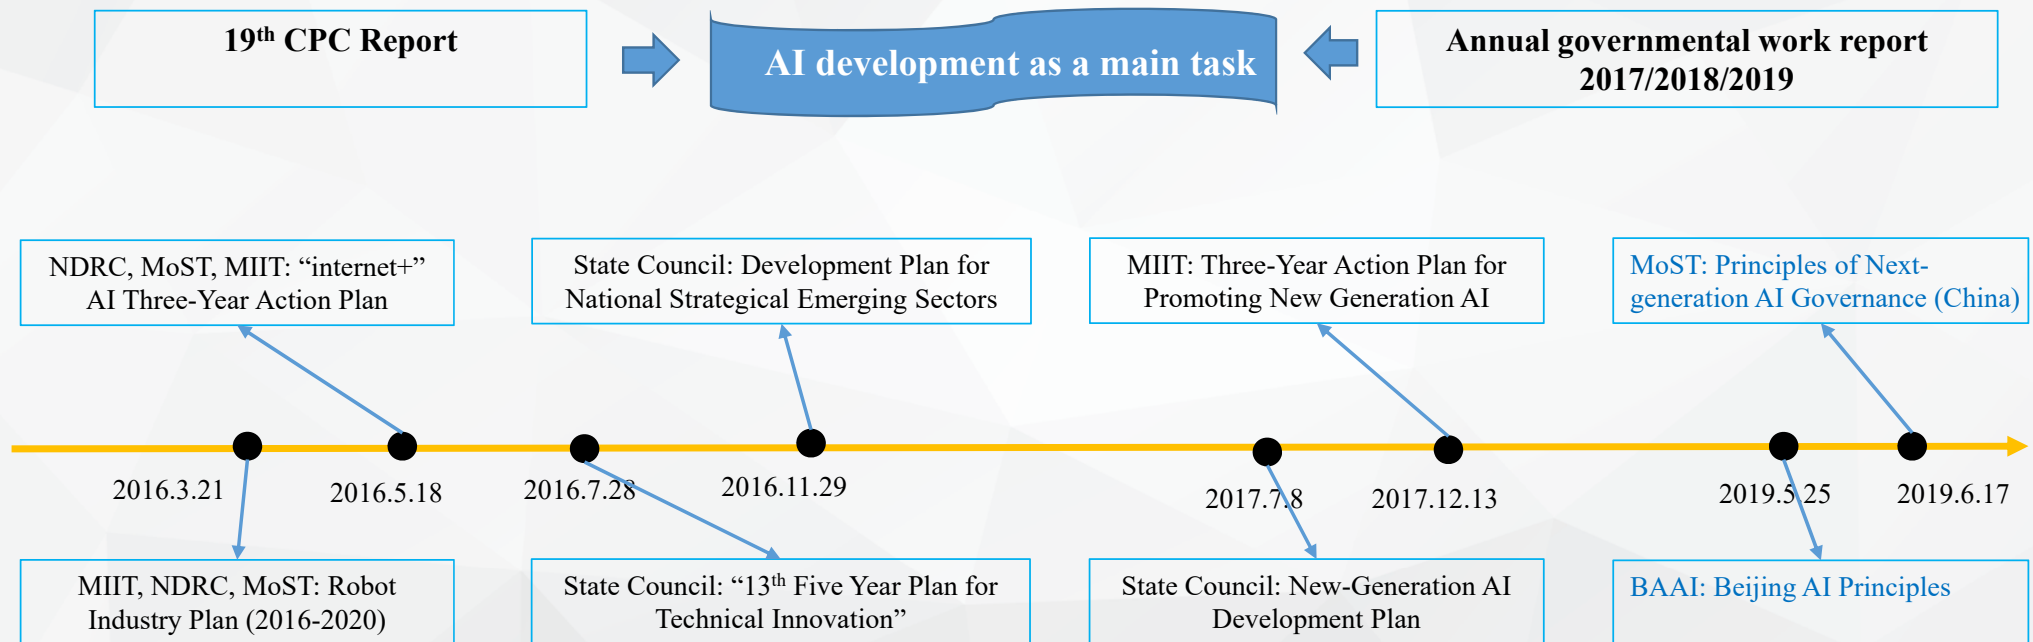 19th CPC Report
AI development as a main task
Annual governmental work report
2017/2018/2019
NDRC, MoST, MIIT: “internet+”
AI Three-Year Action Plan
State Council: Development Plan for
National Strategical Emerging Sectors
MIIT: Three-Year Action Plan for
Promoting New Generation AI
MoST: Principles of Next-
generation AI Governance (China)
2016.3.21
2016.5.18
2016.7.28
2016.11.29
2017.7.8
2017.12.13
2019.5.25
2019.6.17
MIIT, NDRC, MoST: Robot
Industry Plan (2016-2020)
State Council: “13th Five Year Plan for
Technical Innovation”
State Council: New-Generation AI
Development Plan
BAAI: Beijing AI Principles